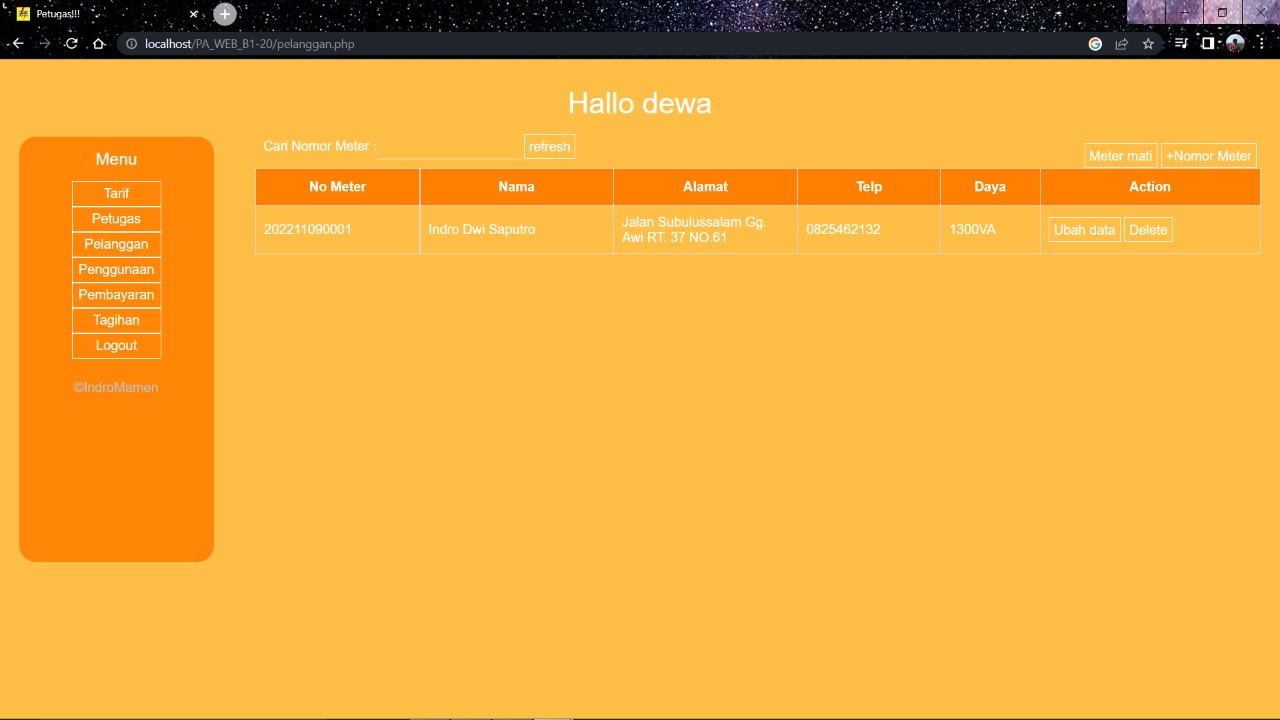 Petugas!!!
localhost/PA_WEB_B1-20/pelanggan.php
Hallo dewa
Menu
Tarif
Petugas
Pelanggan
Penggunaan
Pembayaran
Tagihan
Logout
©IndroMamen
Cari Nomor Meter : refresh
Meter mati +Nomor Meter
No Meter Nama Alamat Telp Daya Action
202211090001 Indro Dwi Saputro Jalan Subulussalam Gg.
Awi RT. 37 NO.61 0825462132 1300VA Ubah data Delete